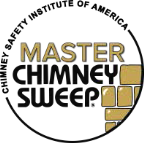 CHIMNEY SAFETY INSTITUTE OF AMERICA
MASTER
CHIMNEY
SWEEP